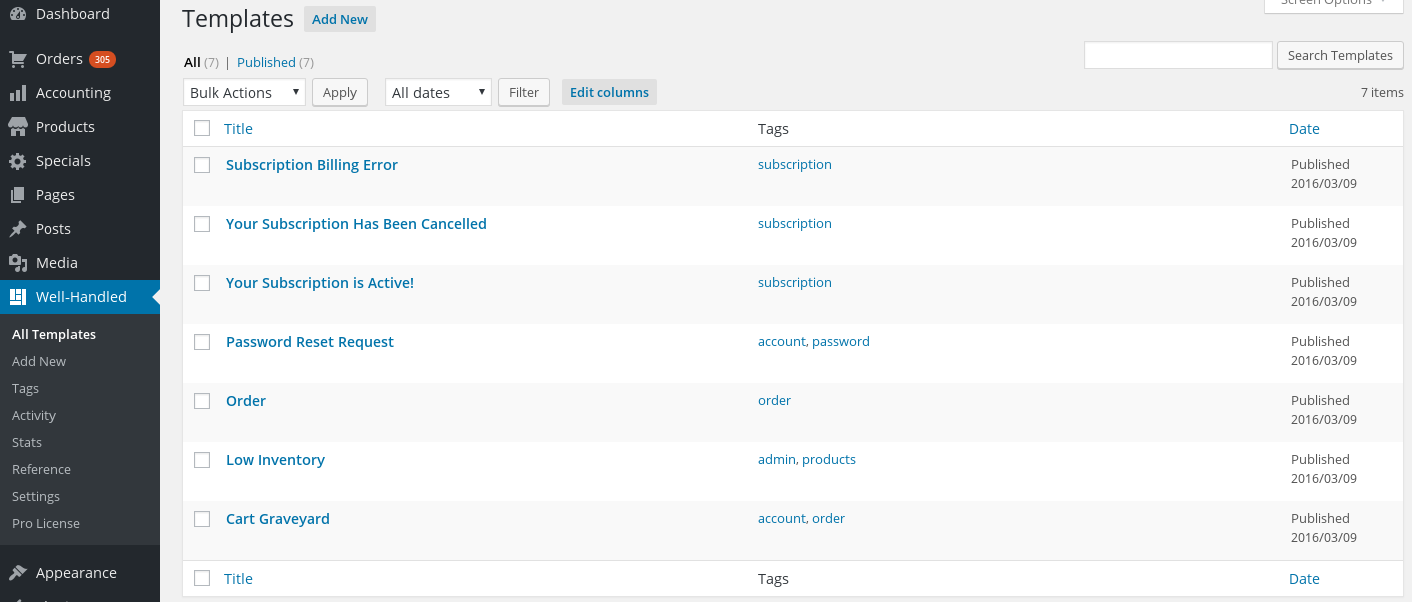 Dashboard
Orders 305
Accounting
Products
Specials
Pages
Posts
Media
Well-Handled
All Templates
Add New
Tags
Activity
Stats
Reference
Settings
Pro License
Appearance
Templates Add New
Screen Options
All (7) | Published (7)
Search Templates
Bulk Actions Apply All dates Filter Edit columns 7 items
Title Tags Date
Subscription Billing Error subscription Published
2016/03/09
Your Subscription Has Been Cancelled subscription Published
2016/03/09
Your Subscription is Active! subscription Published
2016/03/09
Password Reset Request account, password Published
2016/03/09
Order order Published
2016/03/09
Low Inventory admin, products Published
2016/03/09
Cart Graveyard account, order Published
2016/03/09
Title Tags Date